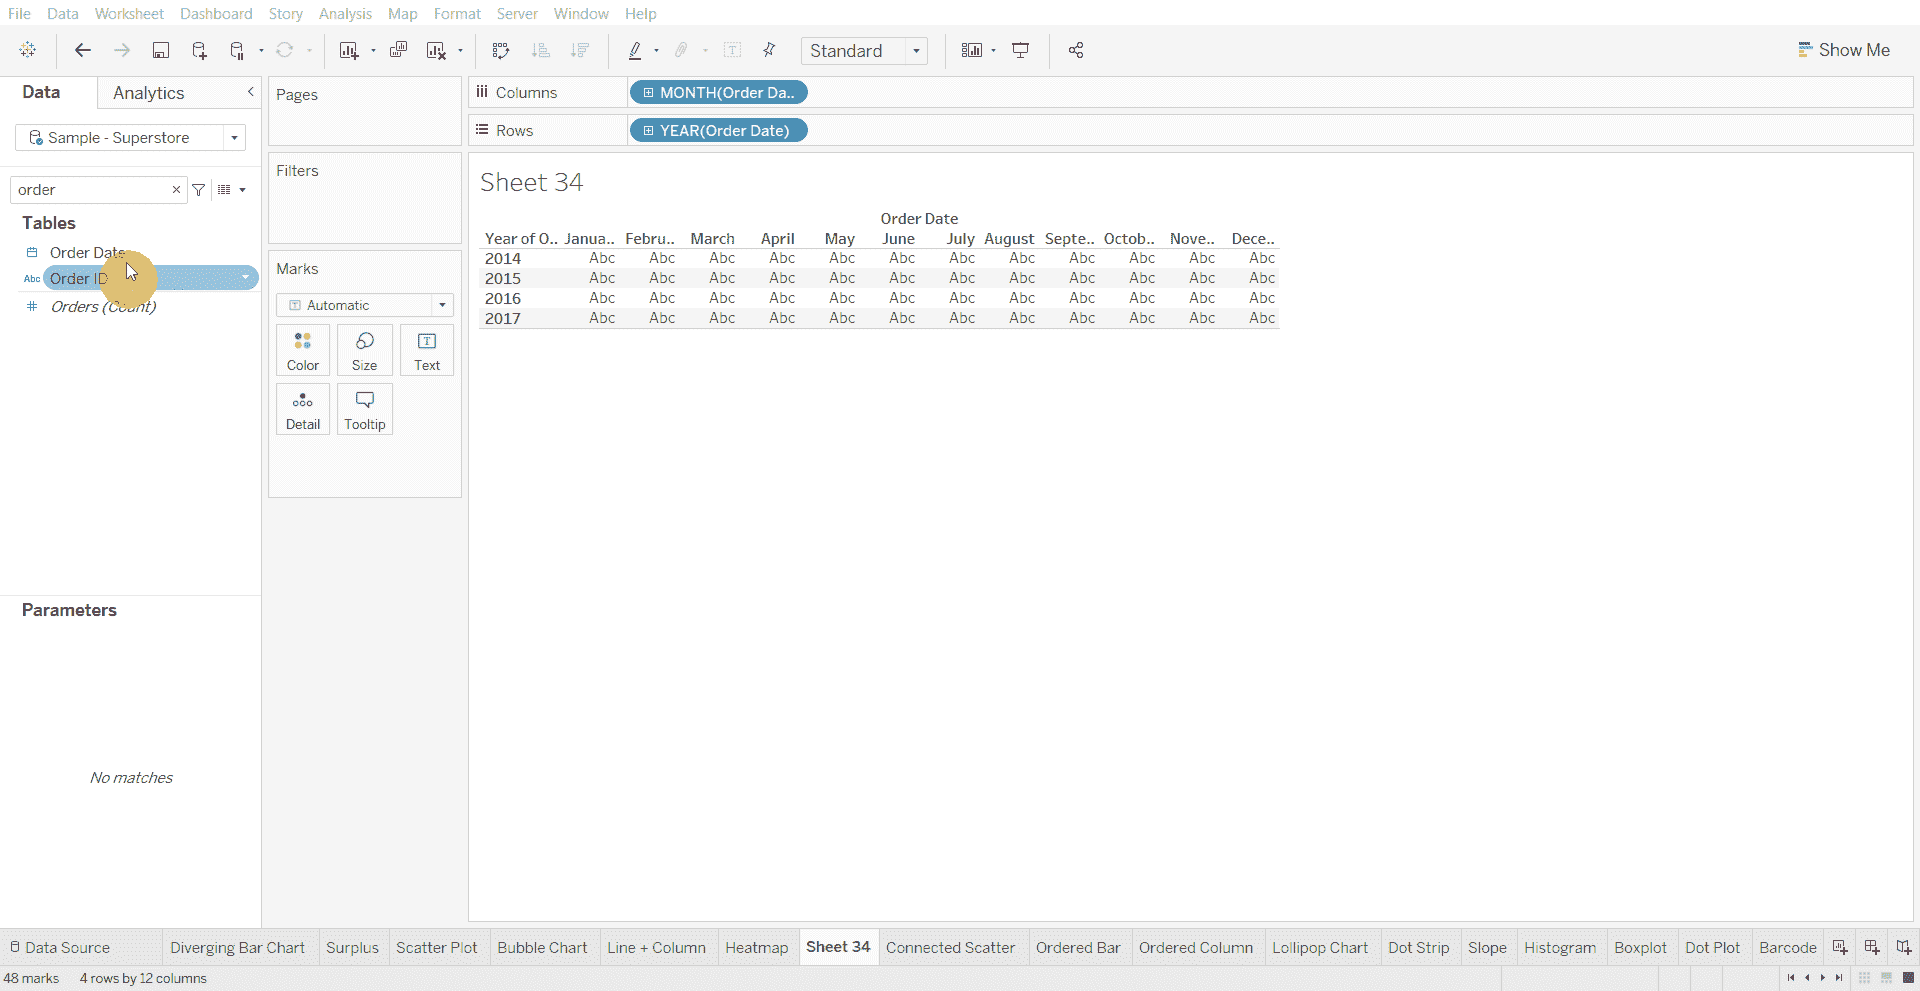 File Data Worksheet Dashboard Story Analysis Map Format Server Window Help
Standard
Show Me
Data Analytics
Sample - Superstore
order
Tables
Order Date
Abc Order ID
Orders (Count)
Parameters
No matches
Pages
Filters
Marks
Automatic
Color Size Text
Detail Tooltip
Columns MONTH(Order Da..
Rows YEAR(Order Date)
Sheet 34
Order Date
Year of O.. Janua.. Febru.. March April May June July August Septe.. Octob.. Nove.. Dece..
2014 Abc Abc Abc Abc Abc Abc Abc Abc Abc Abc Abc Abc
2015 Abc Abc Abc Abc Abc Abc Abc Abc Abc Abc Abc Abc
2016 Abc Abc Abc Abc Abc Abc Abc Abc Abc Abc Abc Abc
2017 Abc Abc Abc Abc Abc Abc Abc Abc Abc Abc Abc Abc
Data Source Diverging Bar Chart Surplus Scatter Plot Bubble Chart Line + Column Heatmap Sheet 34 Connected Scatter Ordered Bar Ordered Column Lollipop Chart Dot Strip Slope Histogram Boxplot Dot Plot Barcode
48 marks 4 rows by 12 columns